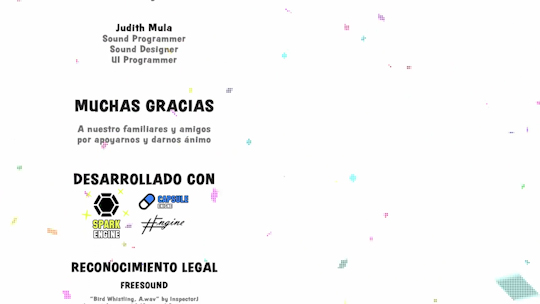 Judith Mula
Sound Programmer
Sound Designer
UI Programmer
MUCHAS GRACIAS
A nuestro familiares y amigos
por apoyarnos y darnos ánimo
DESARROLLADO CON
SPARK
ENGINE
CAPSULE
ENGINE
Engine
RECONOCIMIENTO LEGAL
FREESOUND
"Bird Whistling, A.wav" by InspectorJ